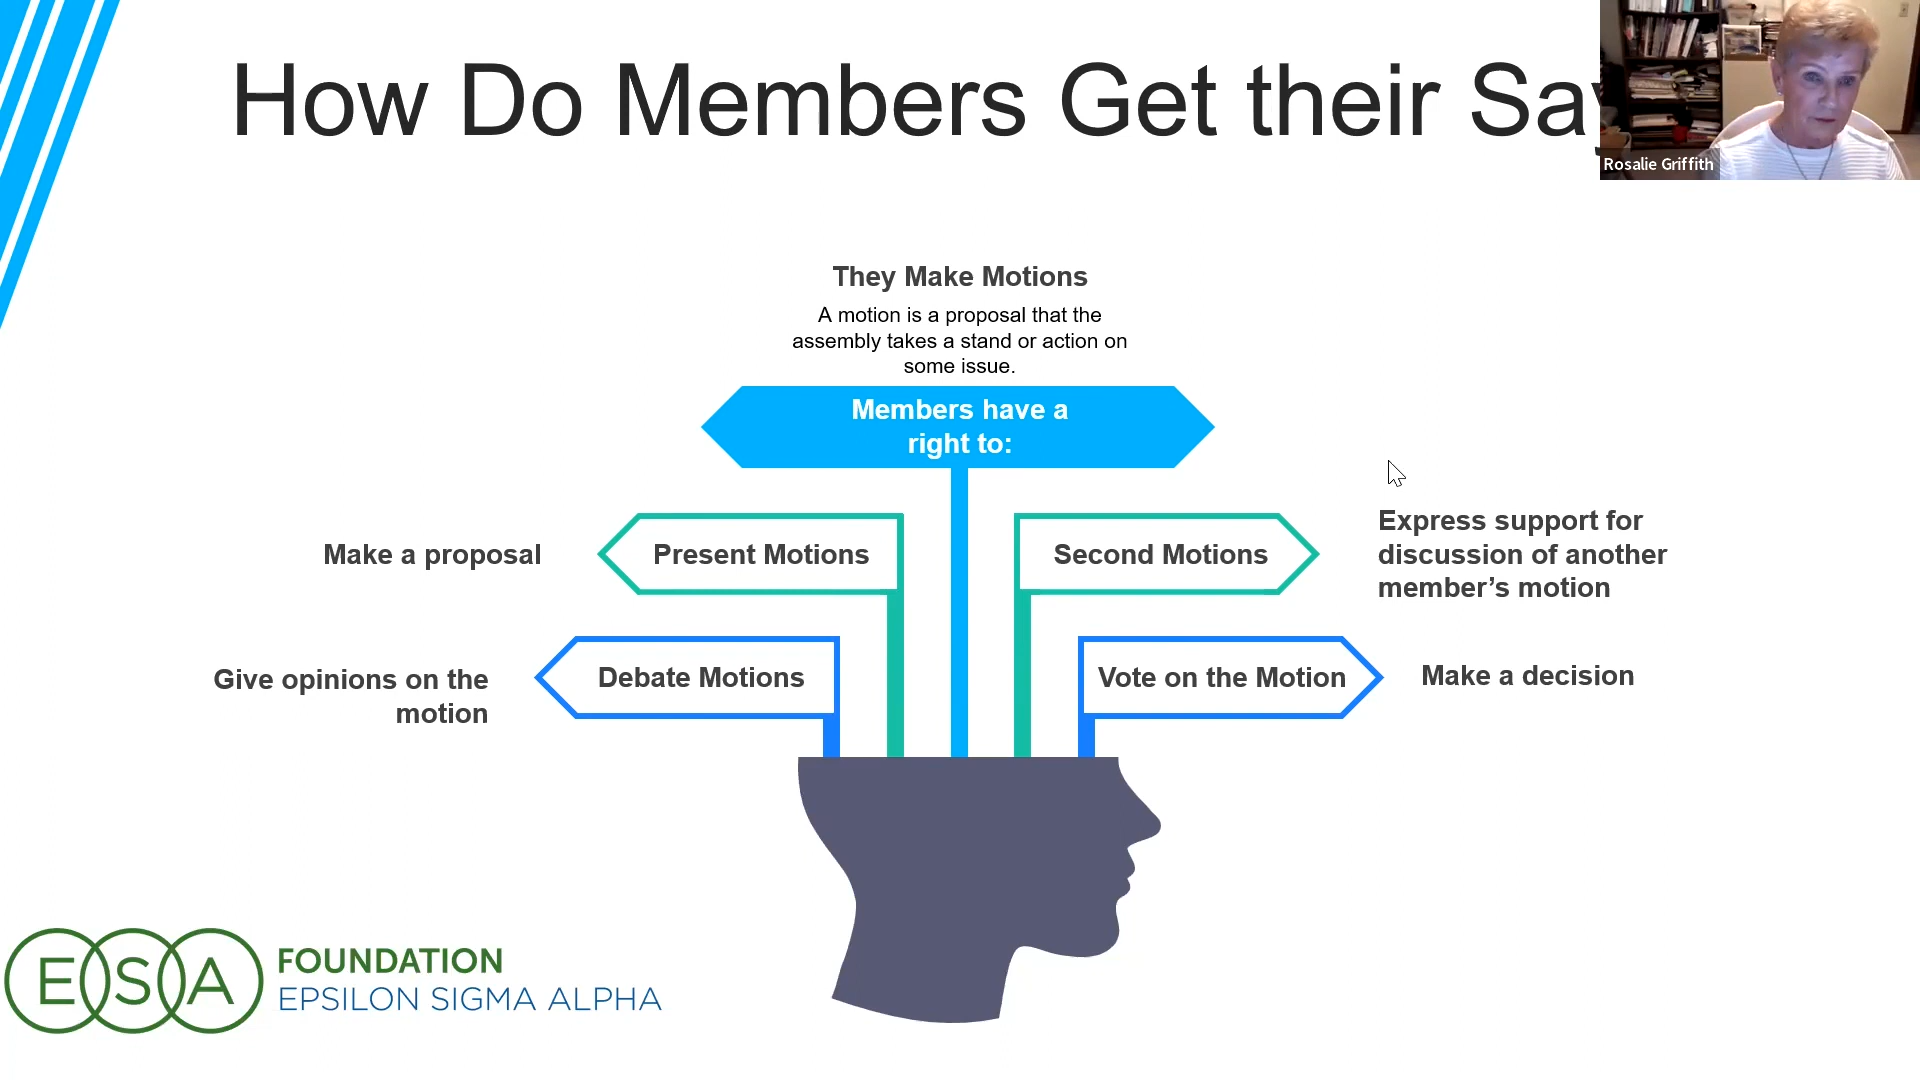 How Do Members Get their Say
Rosalie Griffith
They Make Motions
A motion is a proposal that the
assembly takes a stand or action on
some issue.
Members have a
right to:
Make a proposal
Present Motions
Second Motions
Express support for
discussion of another
member’s motion
Give opinions on the
motion
Debate Motions
Vote on the Motion
Make a decision
ESA
FOUNDATION
EPSILON SIGMA ALPHA